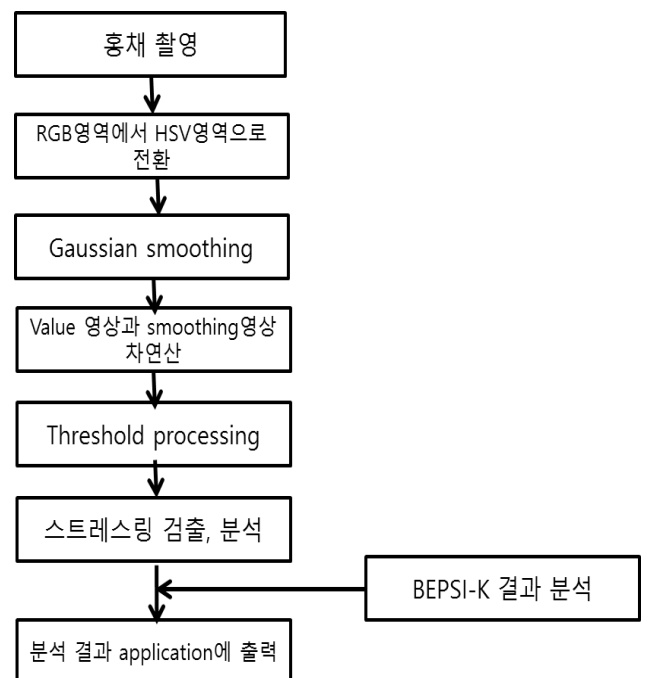 홍채 촬영
RGB영역에서 HSV영역으로
전환
Gaussian smoothing
Value 영상과 smoothing영상
차연산
Threshold processing
스트레스링 검출, 분석
BEPSI-K 결과 분석
분석 결과 application에 출력